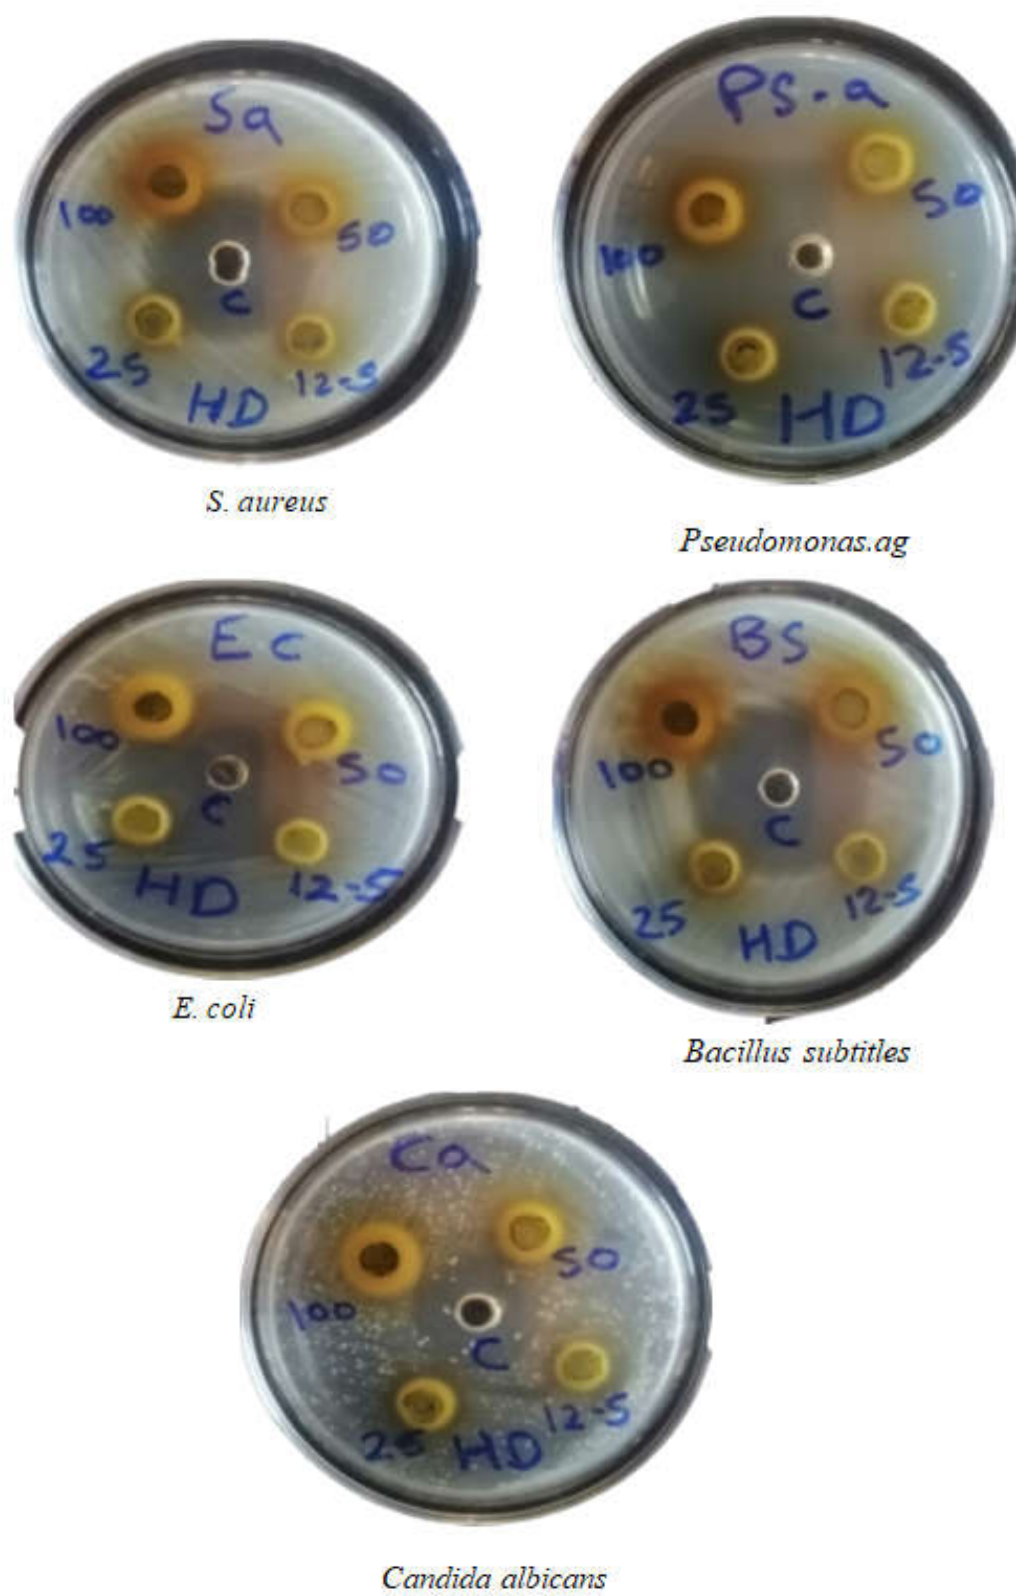 Sa
100
50
C
25
12-5
HD
S. aureus
PS-a
50
100
C
12-5
25
HD
Pseudomonas.ag
Ec
100
50
C
25
12-5
HD
E. coli
BS
50
100
C
25
12-5
HD
Bacillus subtitles
Ca
50
100
C
12-5
25
HD
Candida albicans